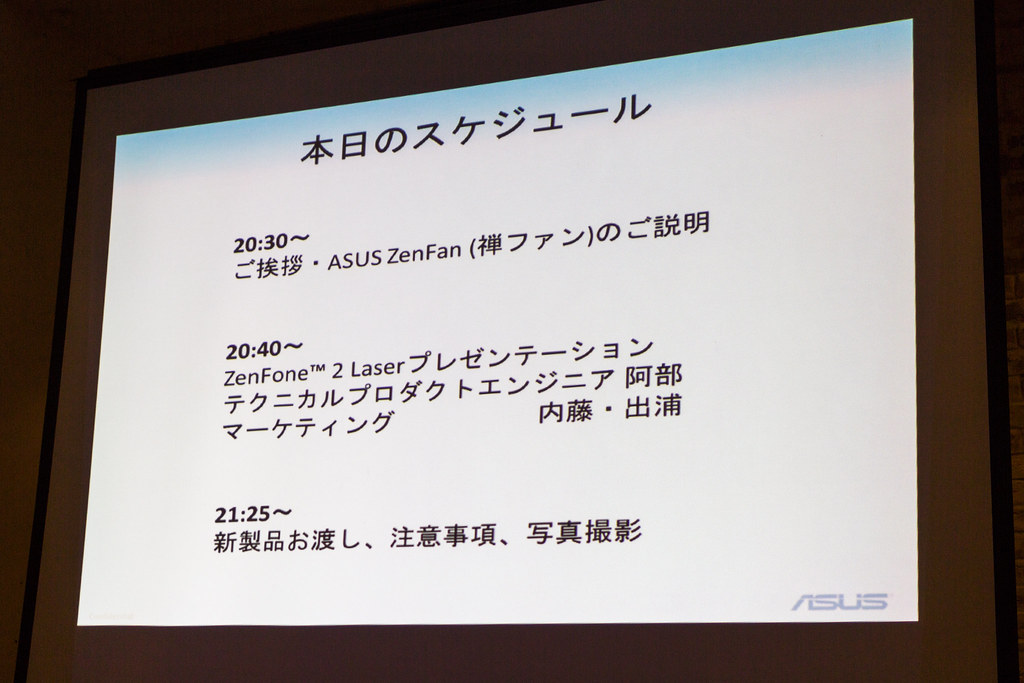 本日のスケジュール
20:30～
ご挨拶・ASUS ZenFan (禅ファン)のご説明
20:40～
ZenFone™ 2 Laserプレゼンテーション
テクニカルプロダクトエンジニア 阿部
マーケティング 内藤・出浦
21:25～
新製品お渡し、注意事項、写真撮影
ASUS